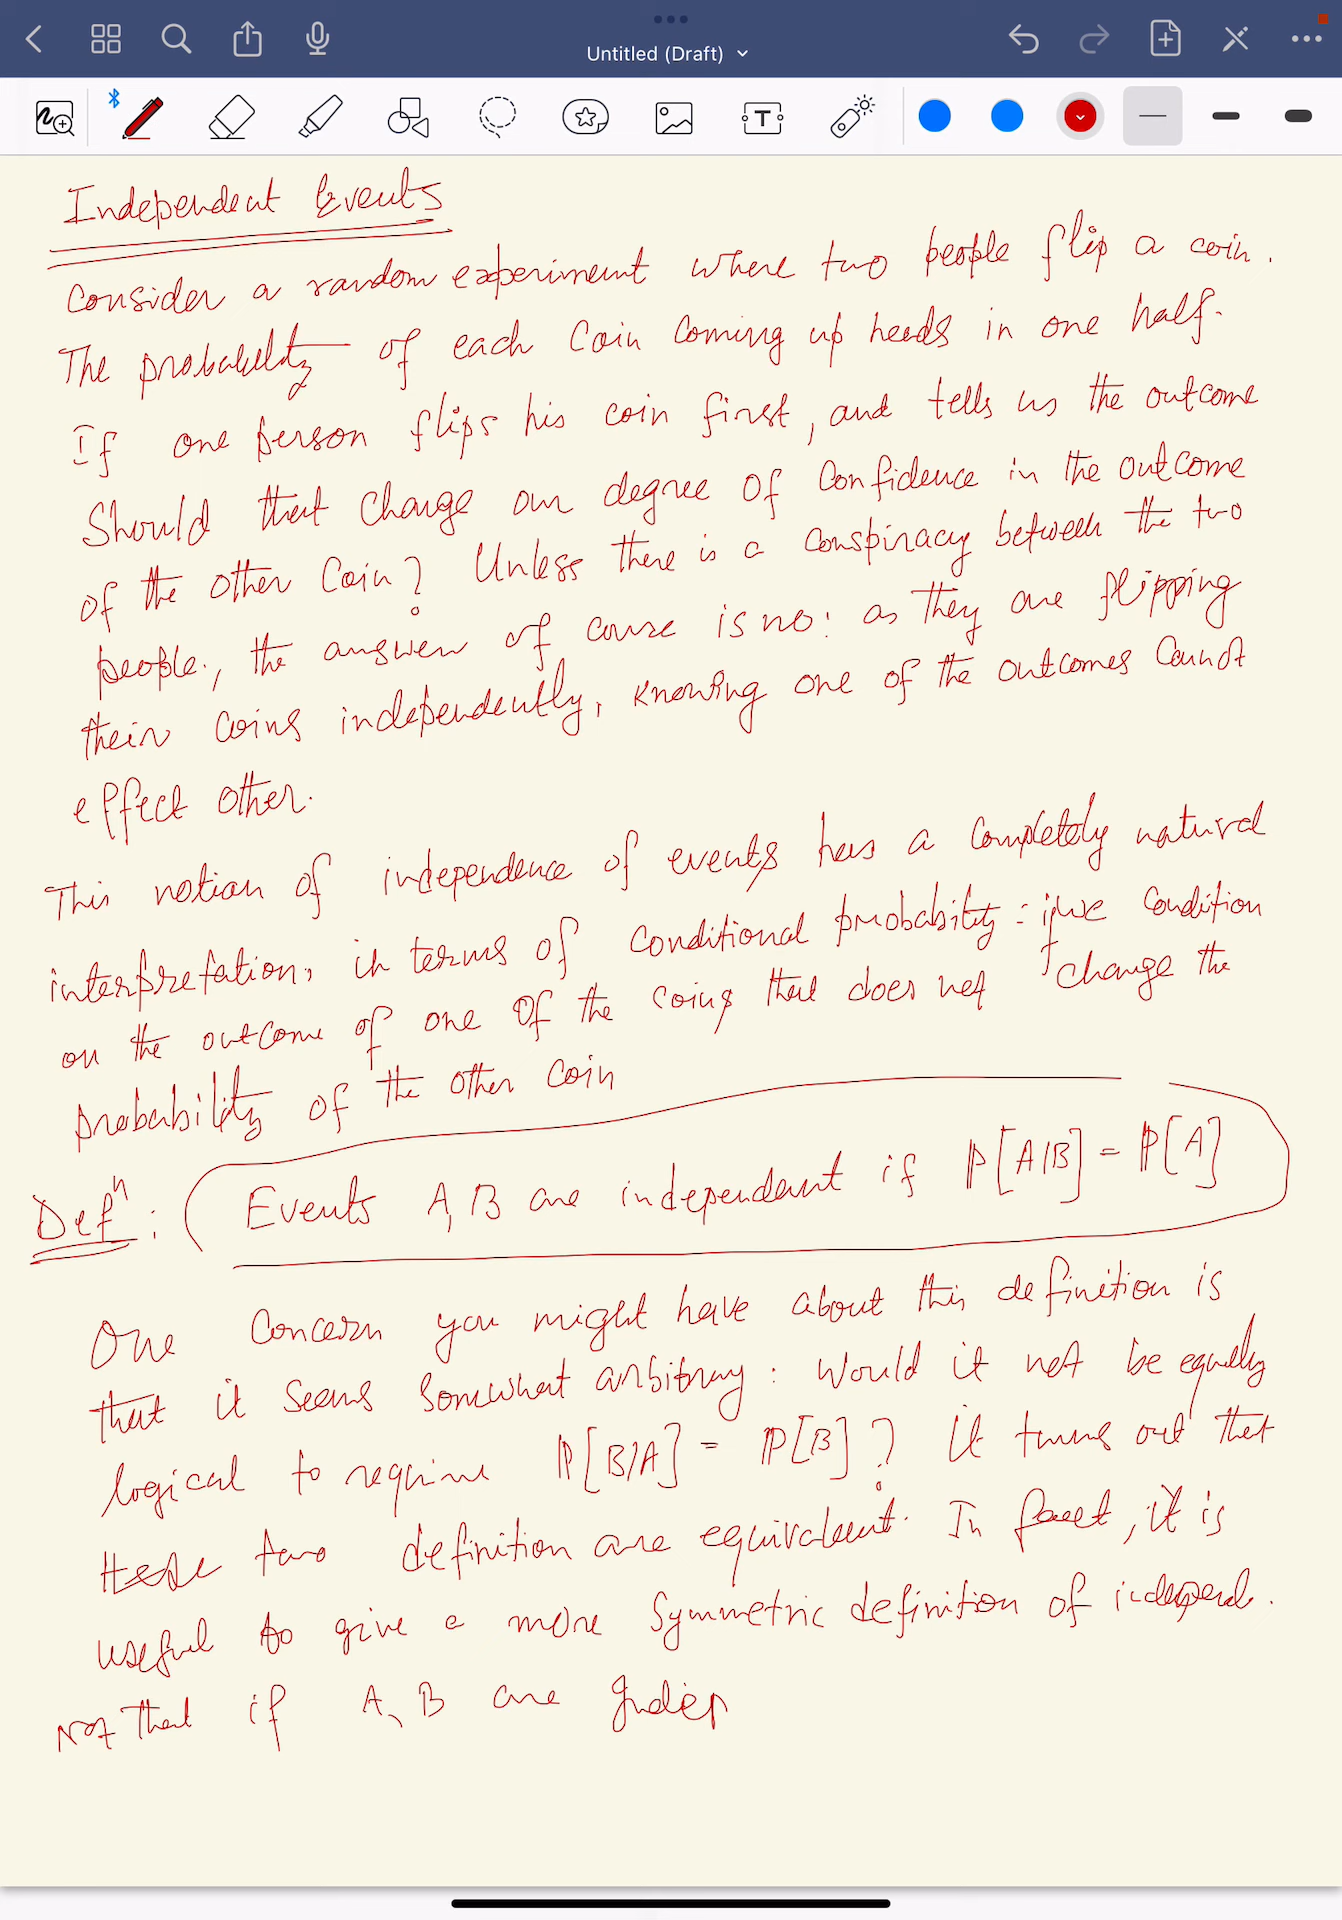 Untitled (Draft)
Independent Events
Consider a random experiment where two people flip a coin.
The probability of each coin coming up heads in one half.
If one person flips his coin first, and tells us the outcome
Should that change our degree of confidence in the outcome
of the other Coin? Unless there is a conspiracy between the two
people, the answer of course is no: as they are flipping
their coins independently, knowing one of the outcomes cannot
effect other.
This notion of independence of events has a completely natural
interpretation, in terms of conditional probability: if we condition
on the outcome of one of the coins that does not change the
probability of the other coin
Defⁿ: Events A, B are independent if ℙ[A|B] = ℙ[A]
One Concern you might have about this definition is
that it seems somwhat arbitray: Would it not be equally
logical to require ℙ[B|A] = ℙ[B]? It turns out that
these two definition are equivalent. In fact, it is
useful to give a more Symmetric definition of independ.
Not that if A, B are Indep